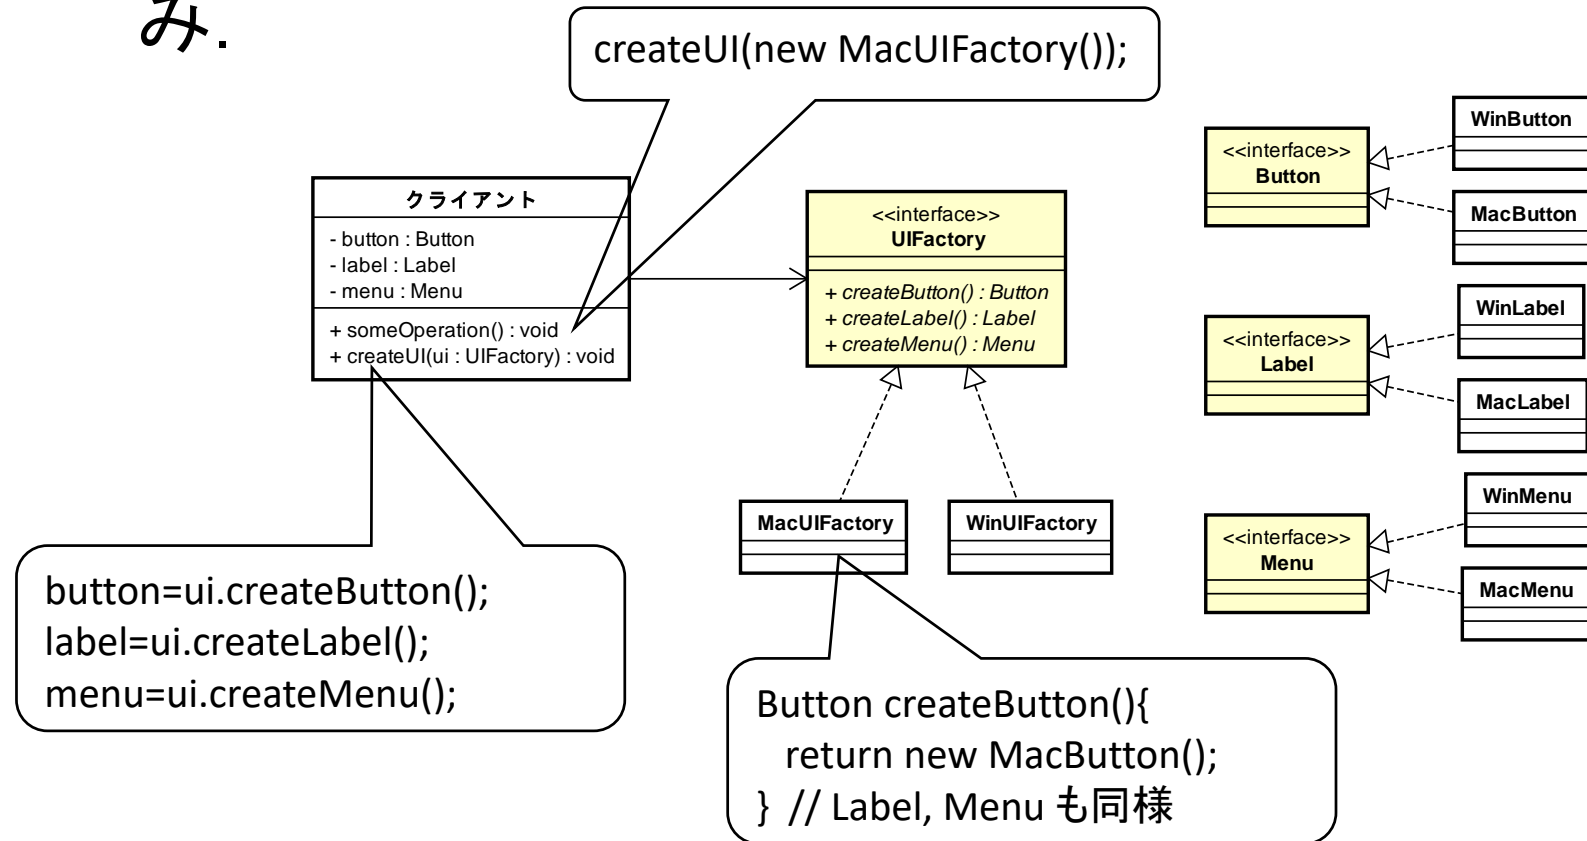 み.
createUI(new MacUIFactory());
クライアント
- button : Button
- label : Label
- menu : Menu
+ someOperation() : void
+ createUI(ui : UIFactory) : void
<<interface>>
UIFactory
+ createButton() : Button
+ createLabel() : Label
+ createMenu() : Menu
MacUIFactory
WinUIFactory
<<interface>>
Button
WinButton
MacButton
<<interface>>
Label
WinLabel
MacLabel
<<interface>>
Menu
WinMenu
MacMenu
button=ui.createButton();
label=ui.createLabel();
menu=ui.createMenu();
Button createButton(){
return new MacButton();
} // Label, Menu も同様